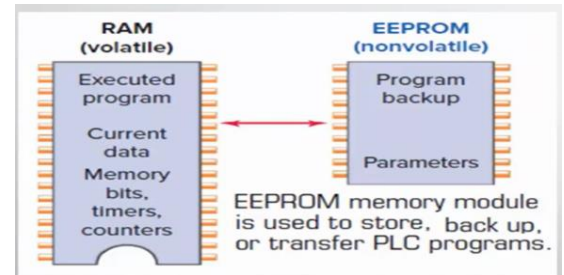 RAM
(volatile)
Executed
program
Current
data
Memory
bits,
timers,
counters
EEPROM
(nonvolatile)
Program
backup
Parameters
EEPROM memory module
is used to store, back up,
or transfer PLC programs.